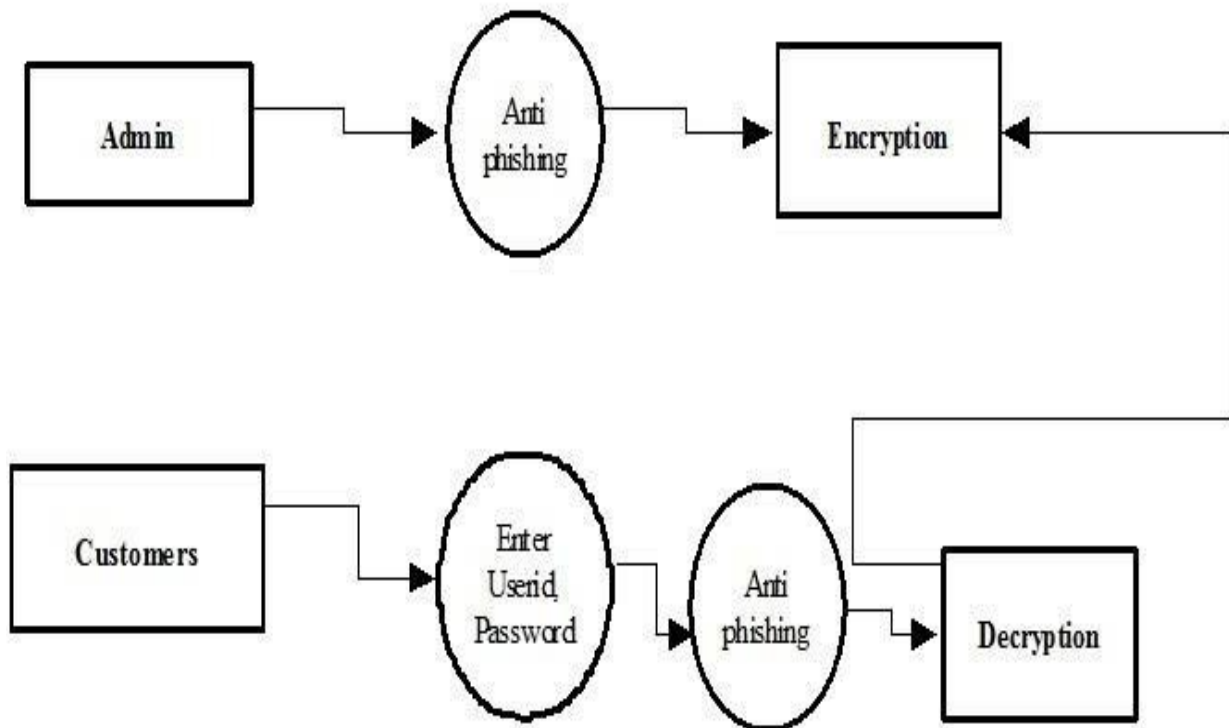 Admin
Anti
phishing
Encryption
Customers
Enter
Userid,
Password
Anti
phishing
Decryption